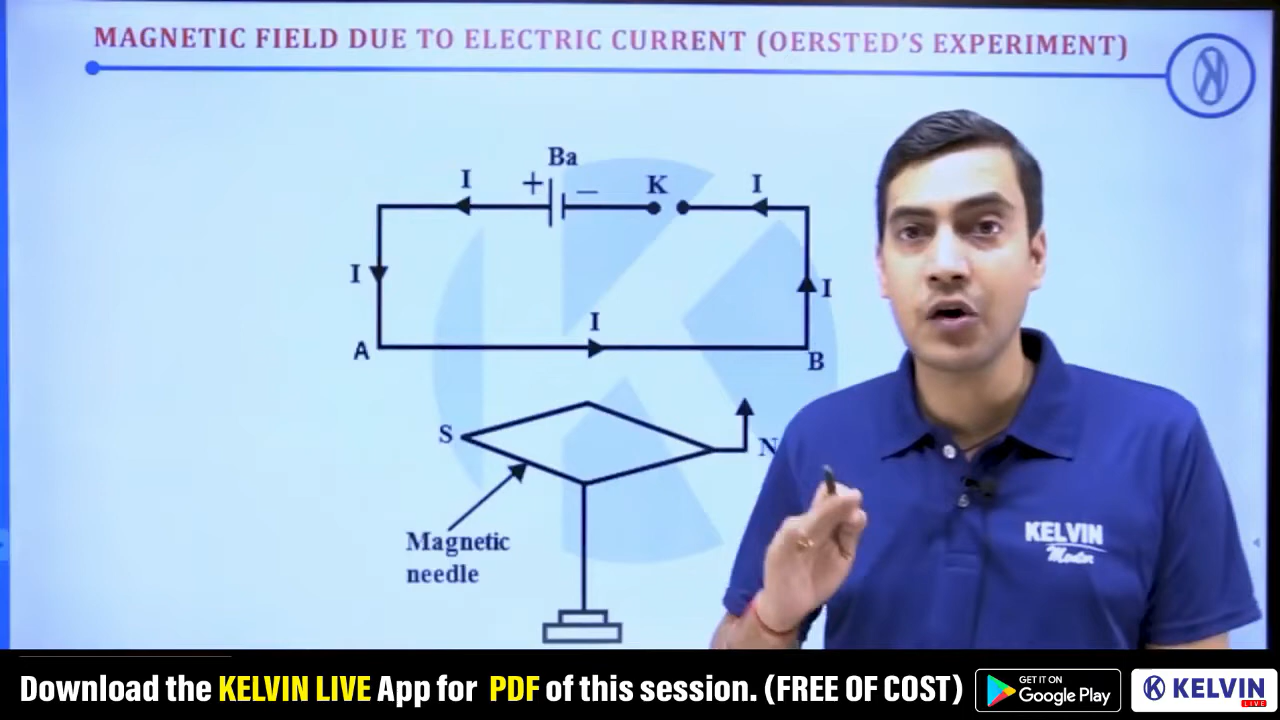 MAGNETIC FIELD DUE TO ELECTRIC CURRENT (OERSTED'S EXPERIMENT)
Ba
I + – K I
I I
I
A B
S N
Magnetic
needle
KELVIN
Mentor
Download the KELVIN LIVE App for PDF of this session. (FREE OF COST)
GET IT ON
Google Play
KELVIN
LIVE